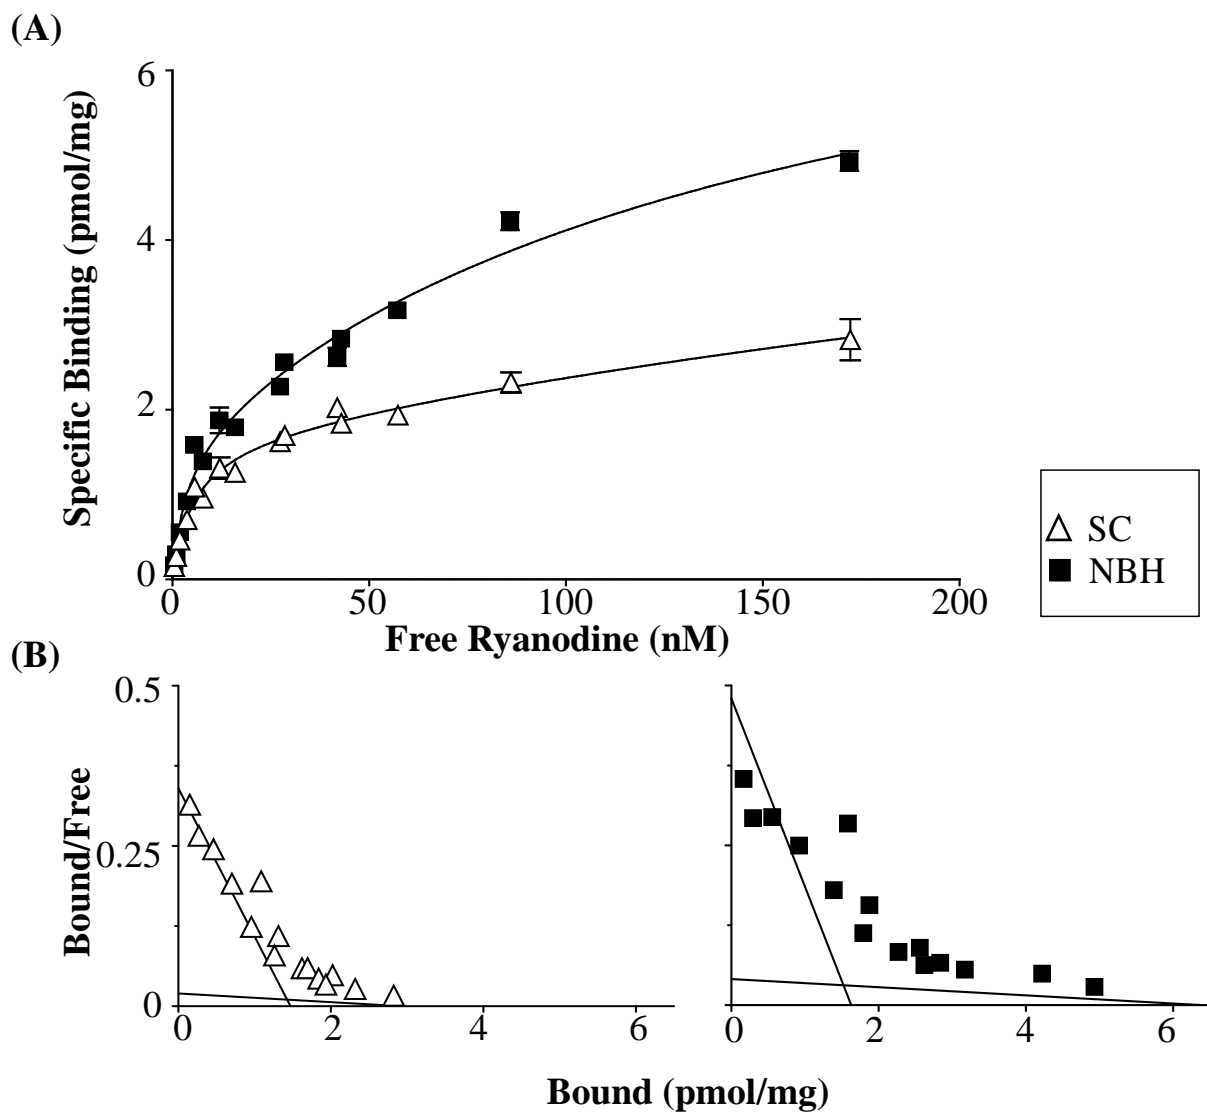 (A)
Specific Binding (pmol/mg)
6
4
2
0
0 50 100 150 200
Free Ryanodine (nM)
SC
NBH
(B)
Bound/Free
0.5
0.25
0
0 2 4 6
0 2 4 6
Bound (pmol/mg)